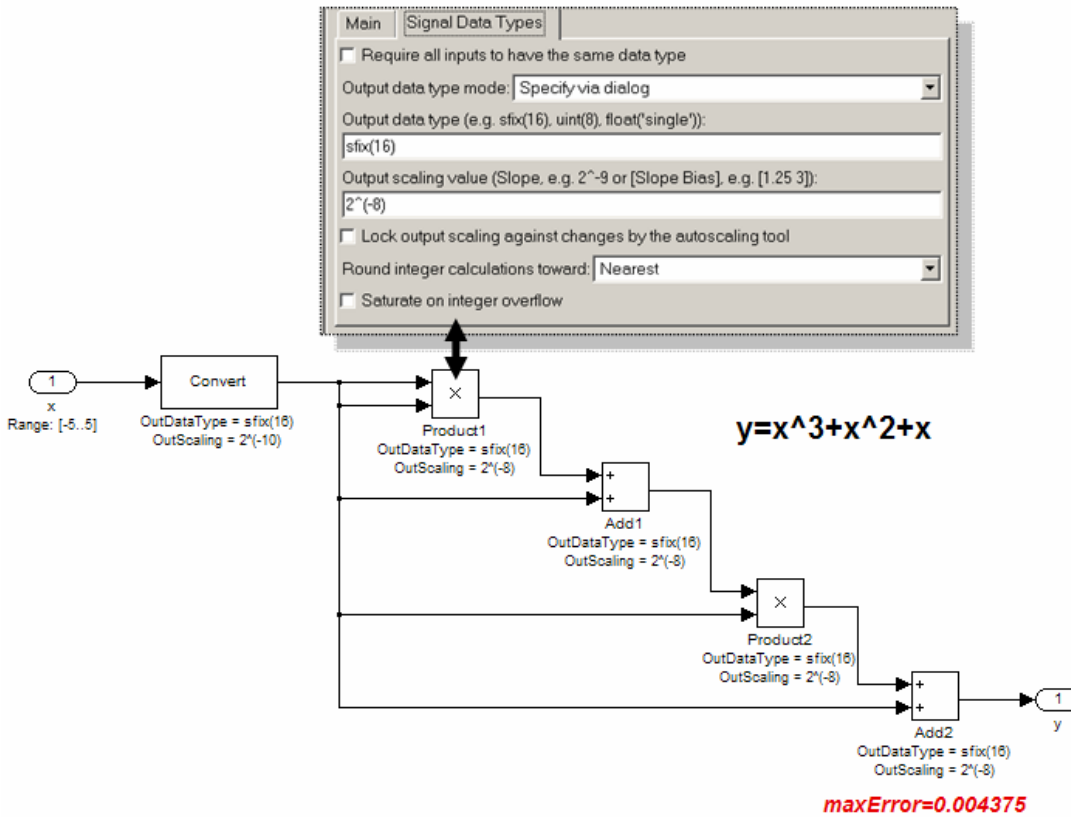 Main Signal Data Types
Require all inputs to have the same data type
Output data type mode: Specify via dialog
Output data type (e.g. sfix(16), uint(8), float('single')):
sfix(16)
Output scaling value (Slope, e.g. 2^-9 or [Slope Bias], e.g. [1.25 3]):
2^(-8)
Lock output scaling against changes by the autoscaling tool
Round integer calculations toward: Nearest
Saturate on integer overflow
1
x
Range: [-5..5]
Convert
OutDataType = sfix(16)
OutScaling = 2^(-10)
×
Product1
OutDataType = sfix(16)
OutScaling = 2^(-8)
y=x^3+x^2+x
+
+
Add1
OutDataType = sfix(16)
OutScaling = 2^(-8)
×
Product2
OutDataType = sfix(16)
OutScaling = 2^(-8)
+
+
Add2
OutDataType = sfix(16)
OutScaling = 2^(-8)
1
y
maxError=0.004375